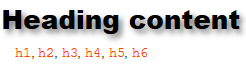 Heading content
h1, h2, h3, h4, h5, h6